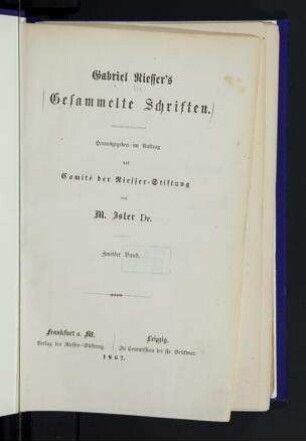 Gabriel Riesser's
Gesammelte Schriften.
Herausgegeben im Auftrag
des
Comité der Riesser-Stiftung
von
M. Isler Dr.
Zweiter Band.
Frankfurt a. M. Leipzig.
Verlag der Riesser-Stiftung. In Commission bei Fr.
1867.